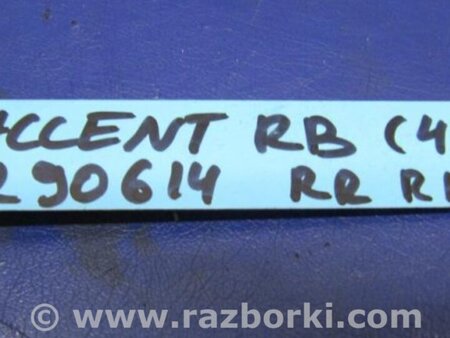 ACCENT RB (4
290614 RR R
© www.razborki.com